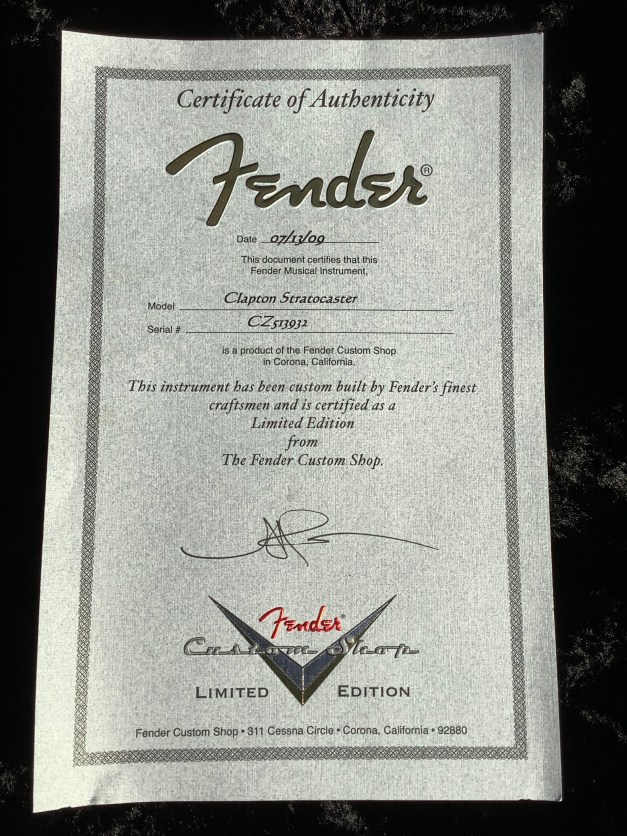 Certificate of Authenticity
Fender®
Date 07/13/09
This document certifies that this
Fender Musical Instrument,
Model Clapton Stratocaster
Serial # CZ513932
is a product of the Fender Custom Shop
in Corona, California.
This instrument has been custom built by Fender's finest
craftsmen and is certified as a
Limited Edition
from
The Fender Custom Shop.
Fender®
Custom Shop
LIMITED EDITION
Fender Custom Shop • 311 Cessna Circle • Corona, California • 92880